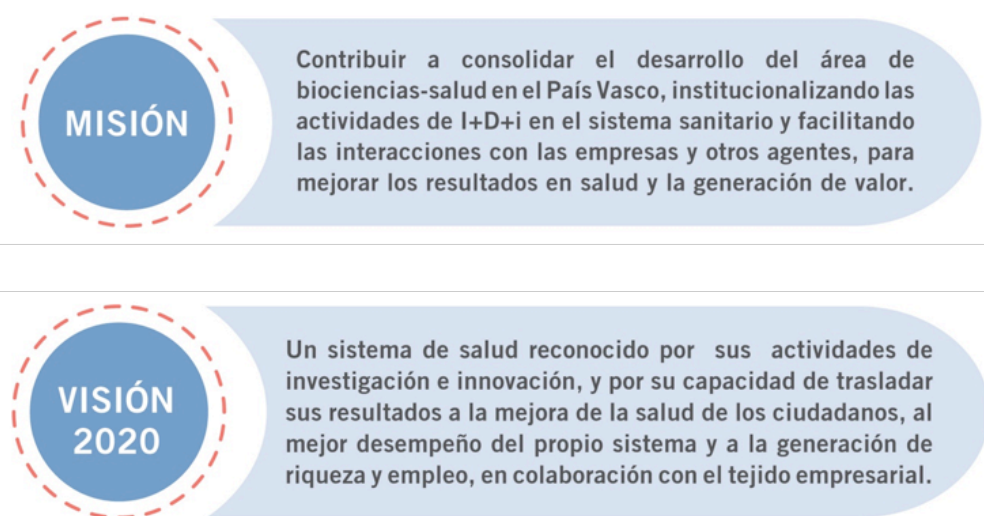 MISIÓN
Contribuir a consolidar el desarrollo del área de
biociencias-salud en el País Vasco, institucionalizando las
actividades de I+D+i en el sistema sanitario y facilitando
las interacciones con las empresas y otros agentes, para
mejorar los resultados en salud y la generación de valor.
VISIÓN
2020
Un sistema de salud reconocido por sus actividades de
investigación e innovación, y por su capacidad de trasladar
sus resultados a la mejora de la salud de los ciudadanos, al
mejor desempeño del propio sistema y a la generación de
riqueza y empleo, en colaboración con el tejido empresarial.